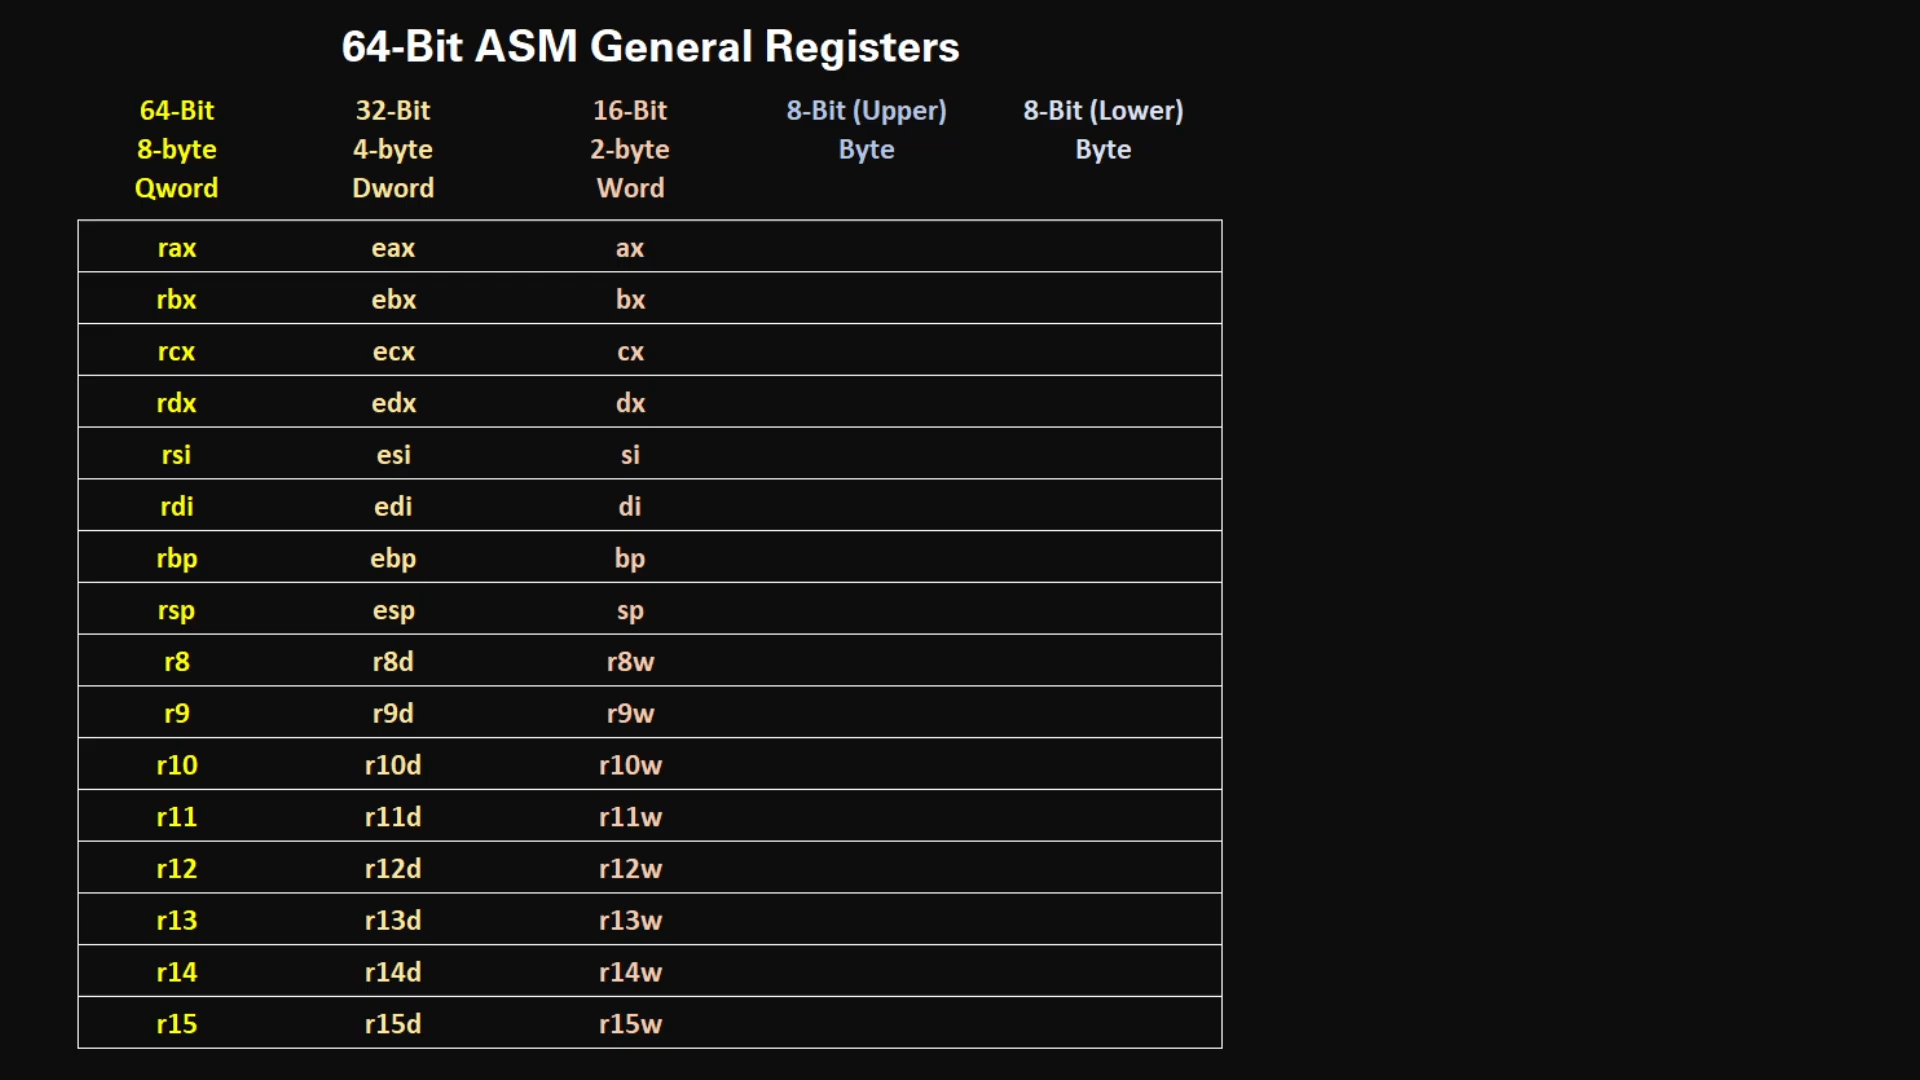 64-Bit ASM General Registers
64-Bit 32-Bit 16-Bit 8-Bit (Upper) 8-Bit (Lower)
8-byte 4-byte 2-byte Byte Byte
Qword Dword Word
rax eax ax
rbx ebx bx
rcx ecx cx
rdx edx dx
rsi esi si
rdi edi di
rbp ebp bp
rsp esp sp
r8 r8d r8w
r9 r9d r9w
r10 r10d r10w
r11 r11d r11w
r12 r12d r12w
r13 r13d r13w
r14 r14d r14w
r15 r15d r15w